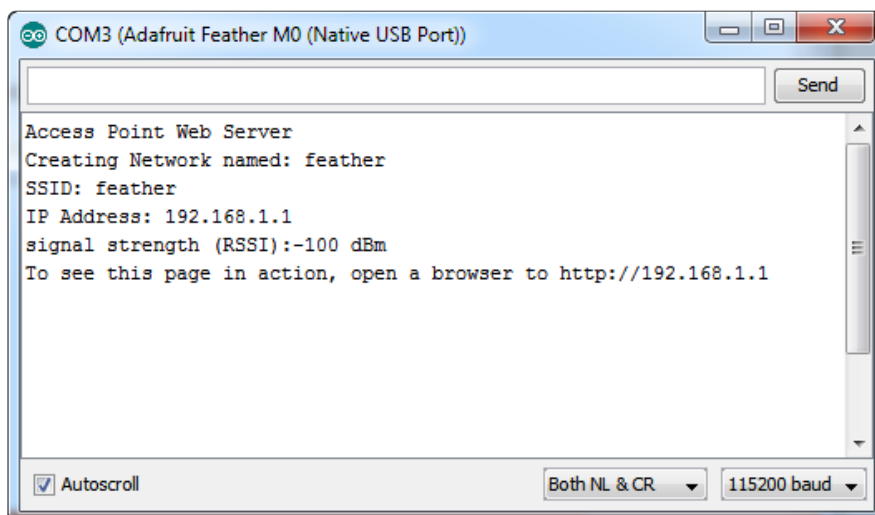 COM3 (Adafruit Feather M0 (Native USB Port))
Send
Access Point Web Server
Creating Network named: feather
SSID: feather
IP Address: 192.168.1.1
signal strength (RSSI):-100 dBm
To see this page in action, open a browser to http://192.168.1.1
Autoscroll
Both NL & CR
115200 baud